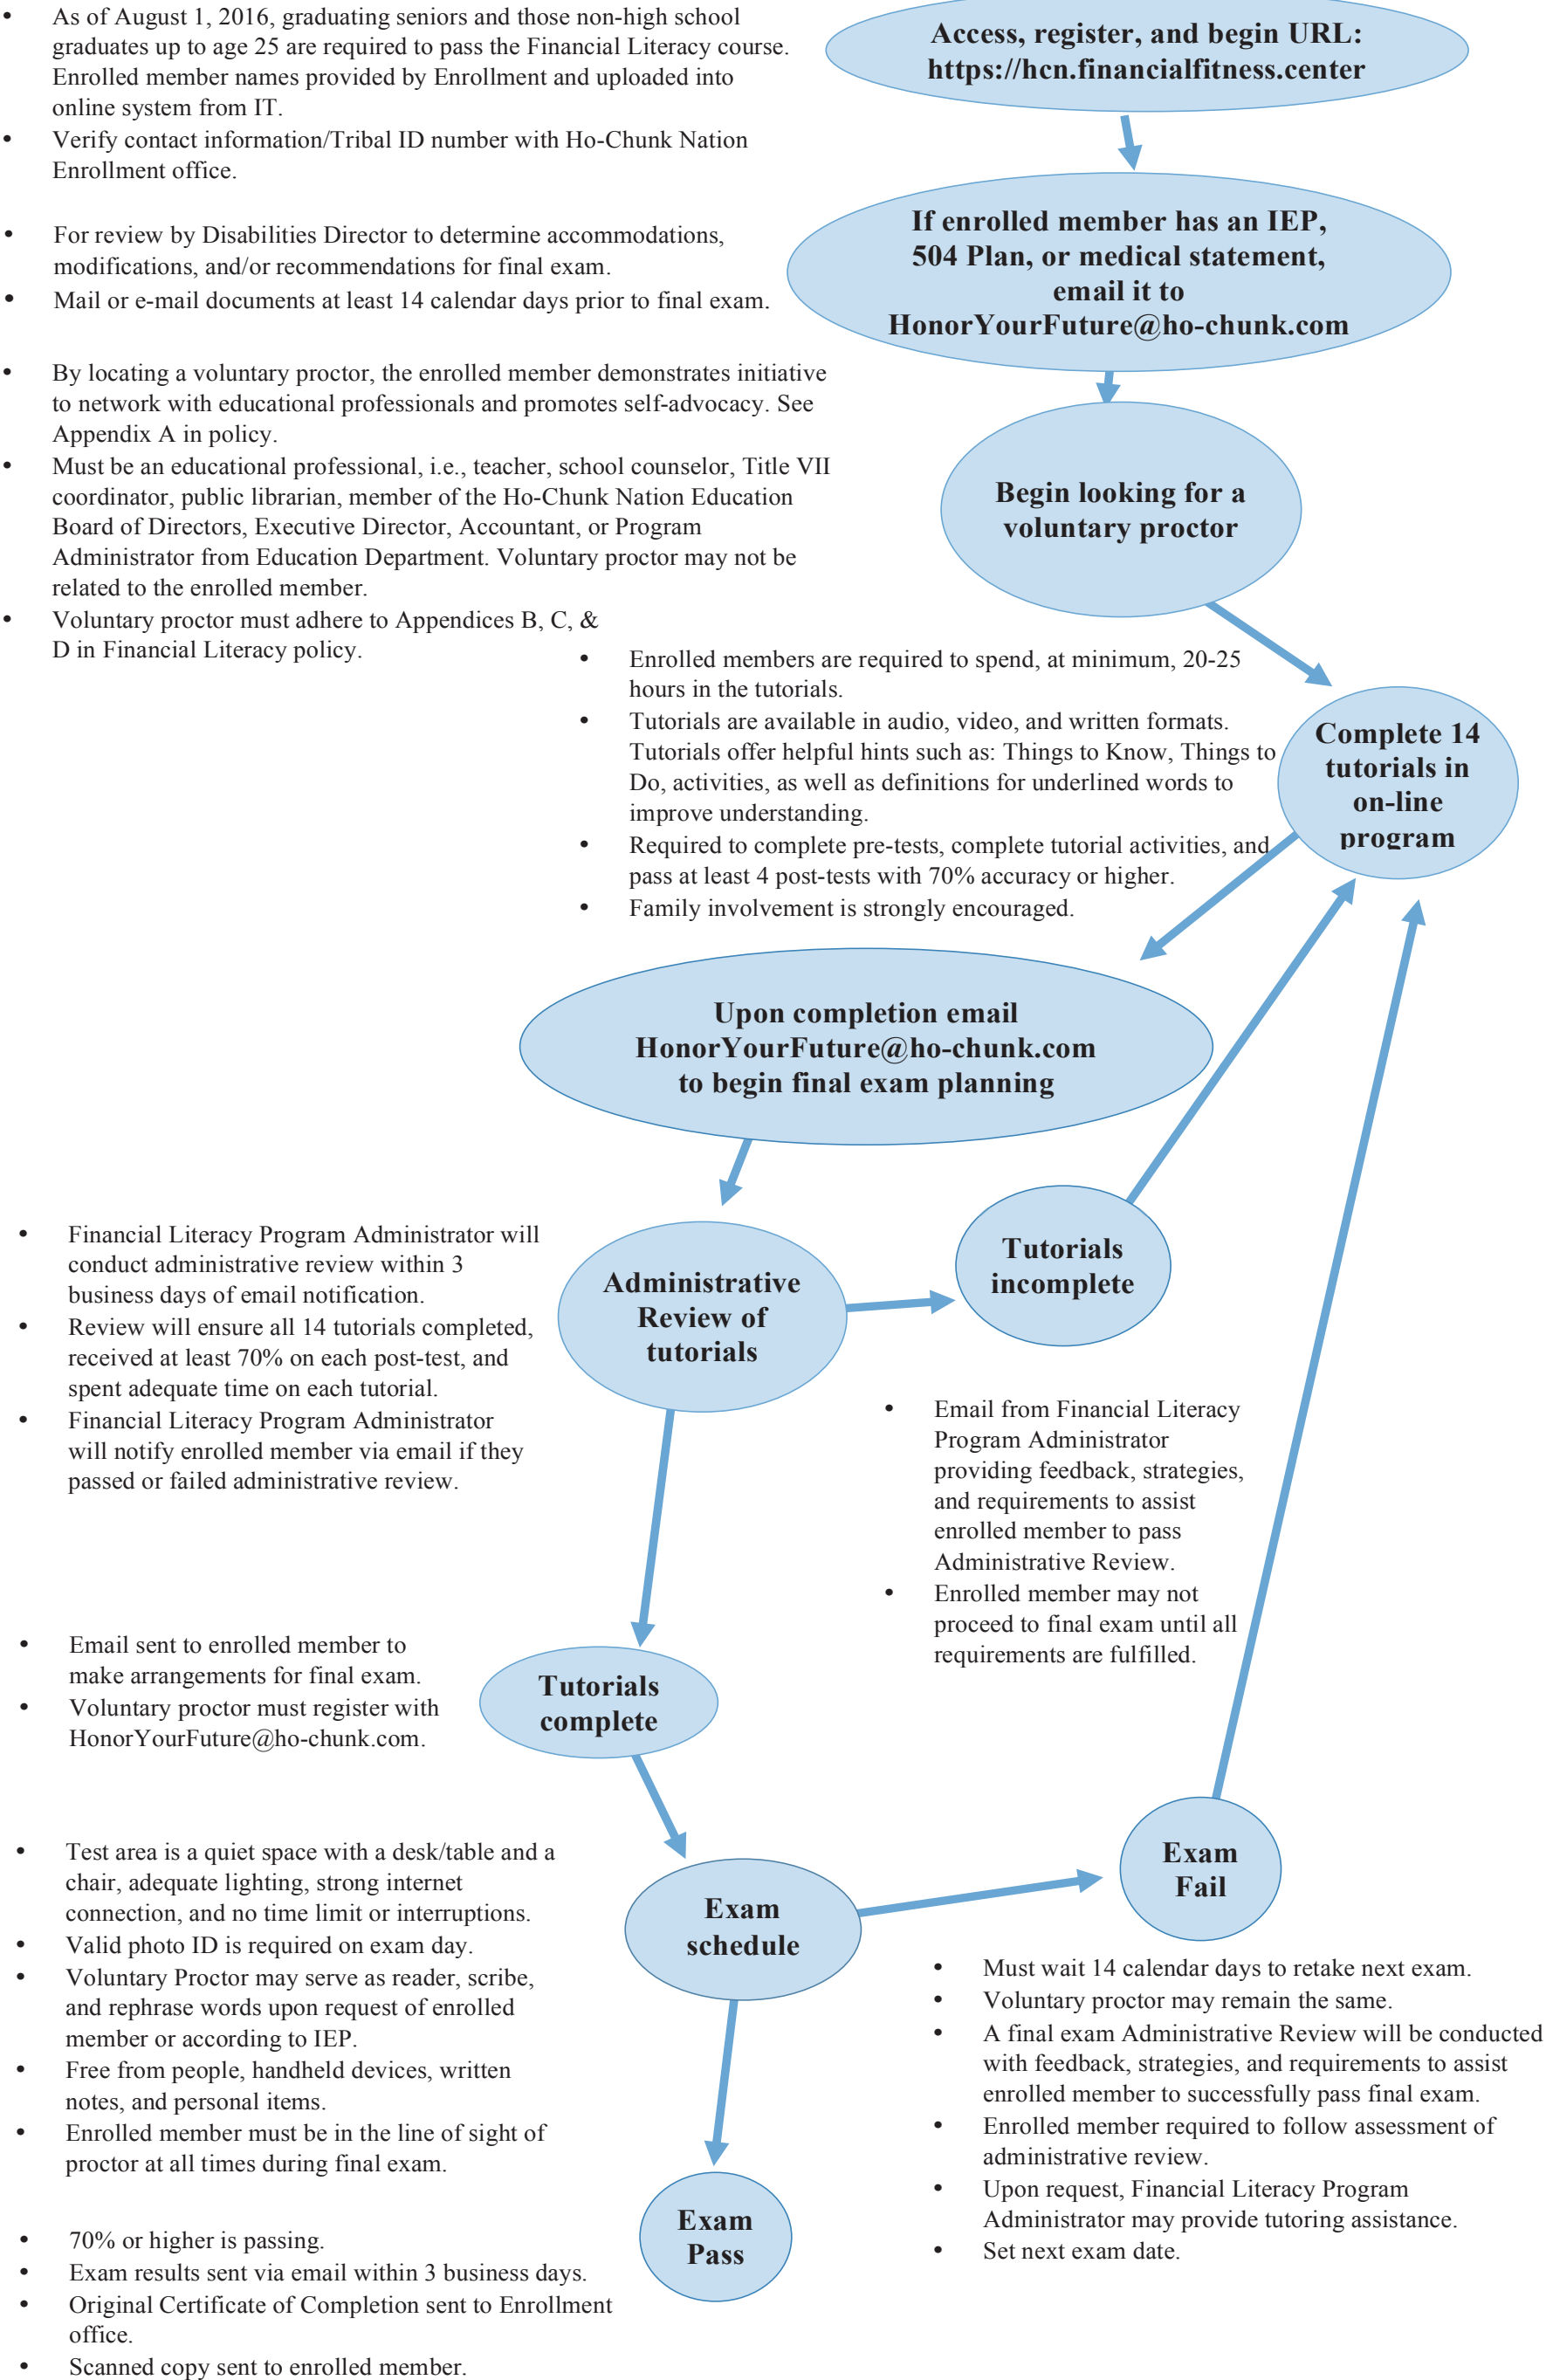 • As of August 1, 2016, graduating seniors and those non-high school
graduates up to age 25 are required to pass the Financial Literacy course.
Enrolled member names provided by Enrollment and uploaded into
online system from IT.
• Verify contact information/Tribal ID number with Ho-Chunk Nation
Enrollment office.
Access, register, and begin URL:
https://hcn.financialfitness.center
• For review by Disabilities Director to determine accommodations,
modifications, and/or recommendations for final exam.
• Mail or e-mail documents at least 14 calendar days prior to final exam.
If enrolled member has an IEP,
504 Plan, or medical statement,
email it to
HonorYourFuture@ho-chunk.com
• By locating a voluntary proctor, the enrolled member demonstrates initiative
to network with educational professionals and promotes self-advocacy. See
Appendix A in policy.
• Must be an educational professional, i.e., teacher, school counselor, Title VII
coordinator, public librarian, member of the Ho-Chunk Nation Education
Board of Directors, Executive Director, Accountant, or Program
Administrator from Education Department. Voluntary proctor may not be
related to the enrolled member.
• Voluntary proctor must adhere to Appendices B, C, &
D in Financial Literacy policy.
Begin looking for a
voluntary proctor
• Enrolled members are required to spend, at minimum, 20-25
hours in the tutorials.
• Tutorials are available in audio, video, and written formats.
Tutorials offer helpful hints such as: Things to Know, Things to
Do, activities, as well as definitions for underlined words to
improve understanding.
• Required to complete pre-tests, complete tutorial activities, and
pass at least 4 post-tests with 70% accuracy or higher.
• Family involvement is strongly encouraged.
Complete 14
tutorials in
on-line
program
Upon completion email
HonorYourFuture@ho-chunk.com
to begin final exam planning
• Financial Literacy Program Administrator will
conduct administrative review within 3
business days of email notification.
• Review will ensure all 14 tutorials completed,
received at least 70% on each post-test, and
spent adequate time on each tutorial.
• Financial Literacy Program Administrator
will notify enrolled member via email if they
passed or failed administrative review.
Administrative
Review of
tutorials
Tutorials
incomplete
• Email from Financial Literacy
Program Administrator
providing feedback, strategies,
and requirements to assist
enrolled member to pass
Administrative Review.
• Enrolled member may not
proceed to final exam until all
requirements are fulfilled.
• Email sent to enrolled member to
make arrangements for final exam.
• Voluntary proctor must register with
HonorYourFuture@ho-chunk.com.
Tutorials
complete
• Test area is a quiet space with a desk/table and a
chair, adequate lighting, strong internet
connection, and no time limit or interruptions.
• Valid photo ID is required on exam day.
• Voluntary Proctor may serve as reader, scribe,
and rephrase words upon request of enrolled
member or according to IEP.
• Free from people, handheld devices, written
notes, and personal items.
• Enrolled member must be in the line of sight of
proctor at all times during final exam.
Exam
schedule
Exam
Fail
• Must wait 14 calendar days to retake next exam.
• Voluntary proctor may remain the same.
• A final exam Administrative Review will be conducted
with feedback, strategies, and requirements to assist
enrolled member to successfully pass final exam.
• Enrolled member required to follow assessment of
administrative review.
• Upon request, Financial Literacy Program
Administrator may provide tutoring assistance.
• Set next exam date.
Exam
Pass
• 70% or higher is passing.
• Exam results sent via email within 3 business days.
• Original Certificate of Completion sent to Enrollment
office.
• Scanned copy sent to enrolled member.